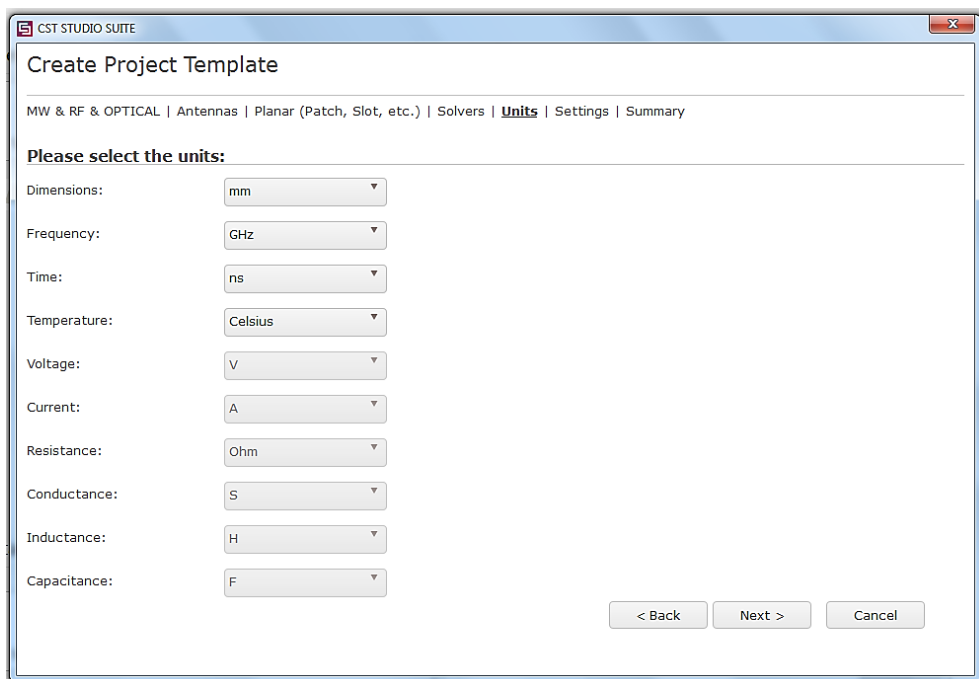 CST STUDIO SUITE
Create Project Template
MW & RF & OPTICAL | Antennas | Planar (Patch, Slot, etc.) | Solvers | Units | Settings | Summary
Please select the units:
Dimensions: mm
Frequency: GHz
Time: ns
Temperature: Celsius
Voltage: V
Current: A
Resistance: Ohm
Conductance: S
Inductance: H
Capacitance: F
< Back Next > Cancel